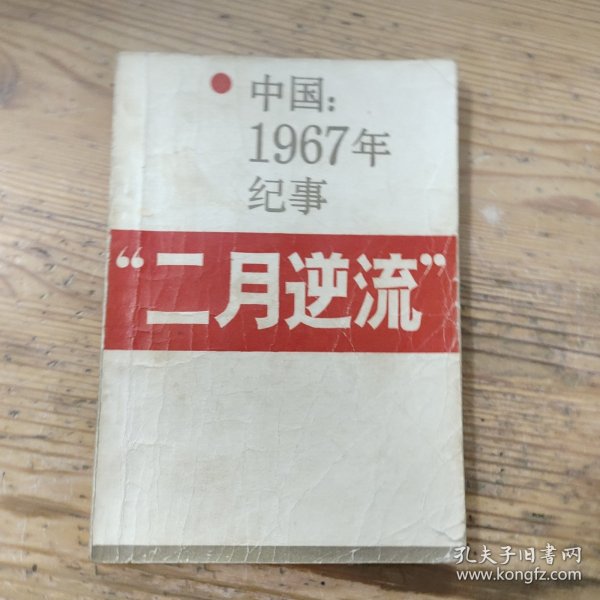 中国：
1967年
纪事
“二月逆流”
孔夫子旧书网
www.kongfz.com